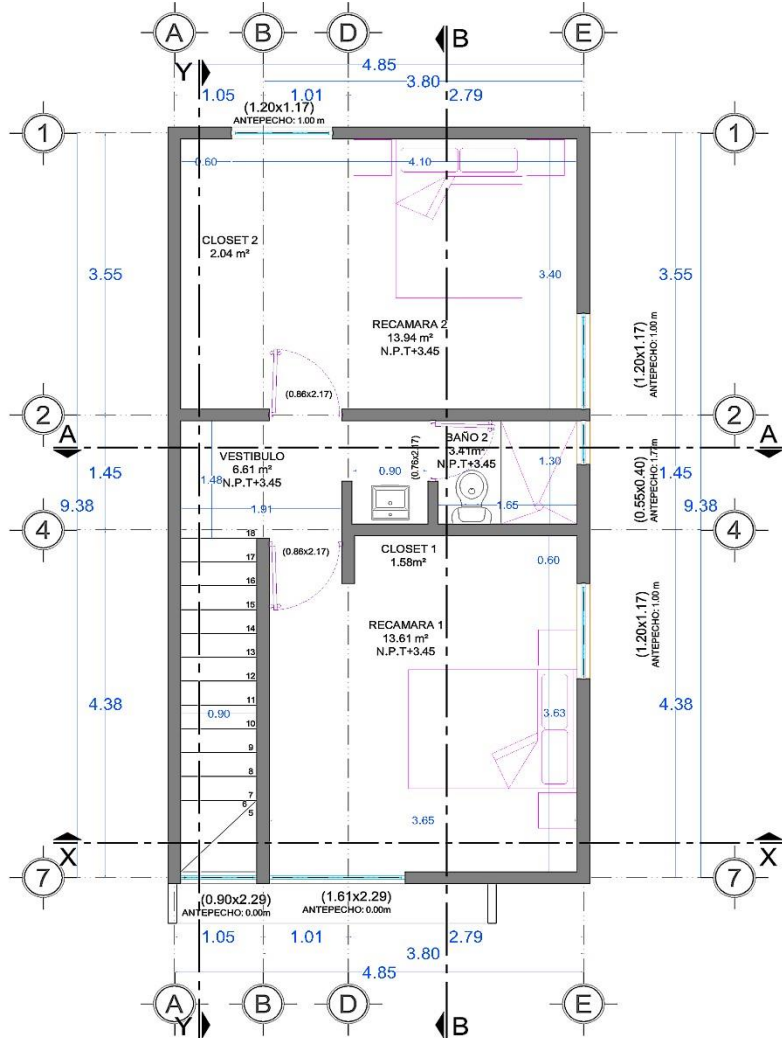 A
B
D
E
B
Y
4.85
3.80
1.05
1.01
2.79
(1.20x1.17)
ANTEPECHO: 1.00 m
1
1
0.60
4.10
CLOSET 2
2.04 m²
3.55
3.40
3.55
RECAMARA 2
13.94 m²
N.P.T+3.45
(1.20x1.17)
ANTEPECHO: 1.00 m
(0.86x2.17)
2
2
A
A
VESTIBULO
6.61 m²
N.P.T+3.45
BAÑO 2
3.41m²
N.P.T+3.45
(0.76x2.17)
0.90
1.48
1.91
1.30
1.65
1.45
9.38
1.45
9.38
(0.55x0.40)
ANTEPECHO: 1.77m
4
4
18
17
16
15
14
13
12
11
10
9
8
7
6
5
(0.86x2.17)
CLOSET 1
1.58m²
0.60
(1.20x1.17)
ANTEPECHO: 1.00 m
RECAMARA 1
13.61 m²
N.P.T+3.45
4.38
0.90
3.63
4.38
3.65
X
X
7
7
(0.90x2.29)
ANTEPECHO: 0.00m
(1.61x2.29)
ANTEPECHO: 0.00m
1.05
1.01
2.79
3.80
4.85
A
B
D
E
Y
B